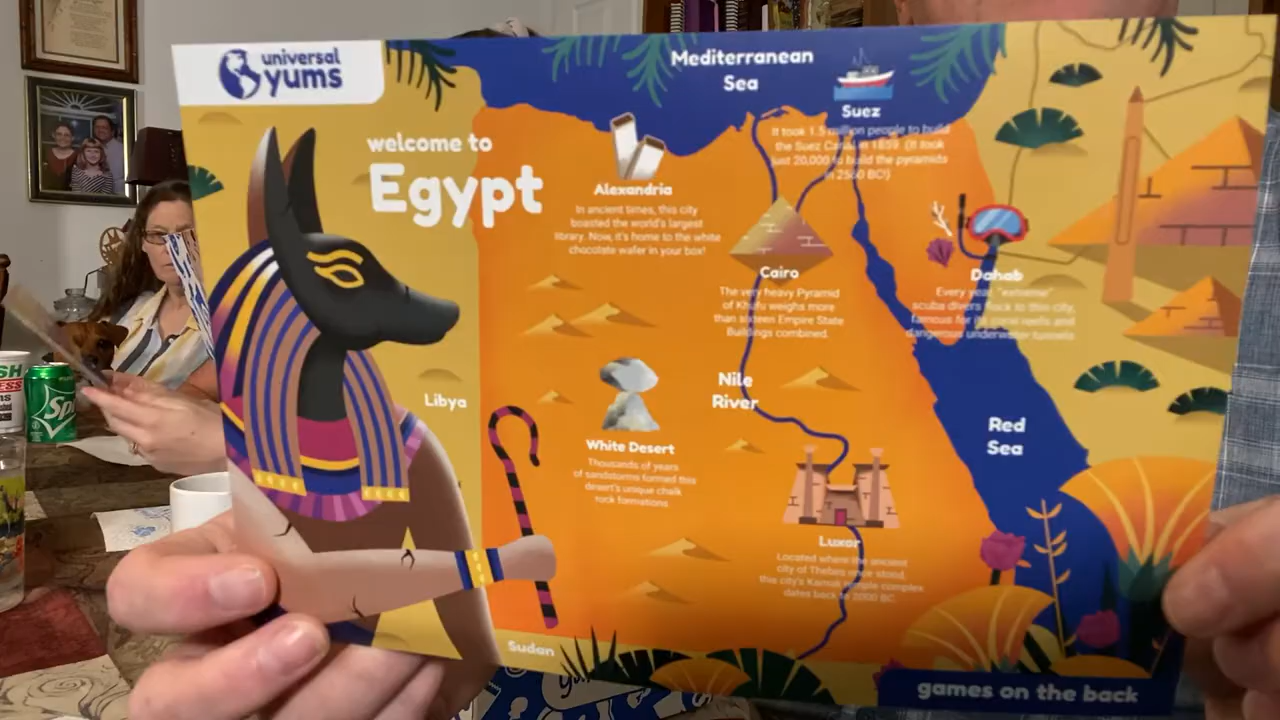 universal
yums
welcome to
Egypt
Mediterranean
Sea
Suez
It took 1.5 million people to build
the Suez Canal in 1859. (It took
just 20,000 to build the pyramids
in 2560 BC!)
Alexandria
In ancient times, this city
boasted the world's largest
library. Now, it's home to the white
chocolate wafer in your box!
Cairo
The very heavy Pyramid
of Khufu weighs more
than sixteen Empire State
Buildings combined.
Dahab
Every year, "extreme"
scuba divers flock to this city,
famous for its coral reefs and
dangerous underwater tunnels
Libya
Nile
River
Red
Sea
White Desert
Thousands of years
of sandstorms formed this
desert's unique chalk
rock formations
Luxor
Located where the ancient
city of Thebes once stood,
this city's Karnak temple complex
dates back to 2000 BC.
Sudan
games on the back
SH
Sp